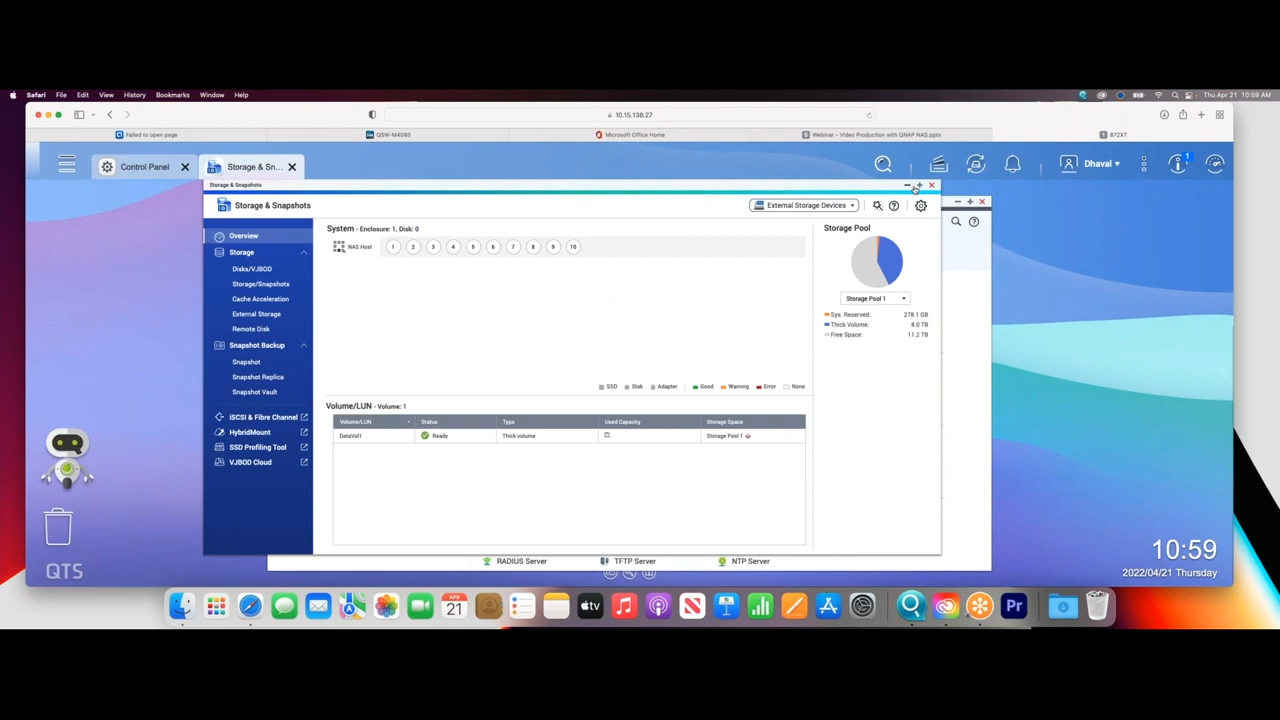 Safari File Edit View History Bookmarks Window Help Thu Apr 21 10:59 AM
10.15.138.27
Failed to open page QSW-M408S Microsoft Office Home Webinar - Video Production with QNAP NAS.pptx 872XT
Control Panel Storage & Sn... Dhaval 1
Storage & Snapshots
Storage & Snapshots External Storage Devices
Overview
Storage
Disks/VJBOD
Storage/Snapshots
Cache Acceleration
External Storage
Remote Disk
Snapshot Backup
Snapshot
Snapshot Replica
Snapshot Vault
iSCSI & Fibre Channel
HybridMount
SSD Profiling Tool
VJBOD Cloud
System - Enclosure: 1, Disk: 0
NAS Host 1 2 3 4 5 6 7 8 9 10
SSD Disk Adapter Good Warning Error None
Volume/LUN - Volume: 1
Volume/LUN Status Type Used Capacity Storage Space
DataVol1 Ready Thick volume Storage Pool 1
Storage Pool
Storage Pool 1
Sys. Reserved: 278.1 GB
Thick Volume: 8.0 TB
Free Space: 11.2 TB
RADIUS Server TFTP Server NTP Server
QTS
10:59
2022/04/21 Thursday
APR
21
tv
Pr